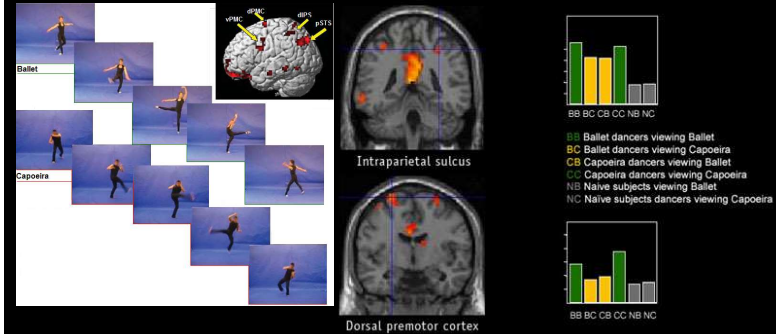 Ballet
Capoeira
vPMC
dPMC
dIPS
pSTS
Intraparietal sulcus
Dorsal premotor cortex
BB BC CB CC NB NC
BB Ballet dancers viewing Ballet
BC Ballet dancers viewing Capoeira
CB Capoeira dancers viewing Ballet
CC Capoeira dancers viewing Capoeira
NB Naive subjects viewing Ballet
NC Naïve subjects dancers viewing Capoeira
BB BC CB CC NB NC